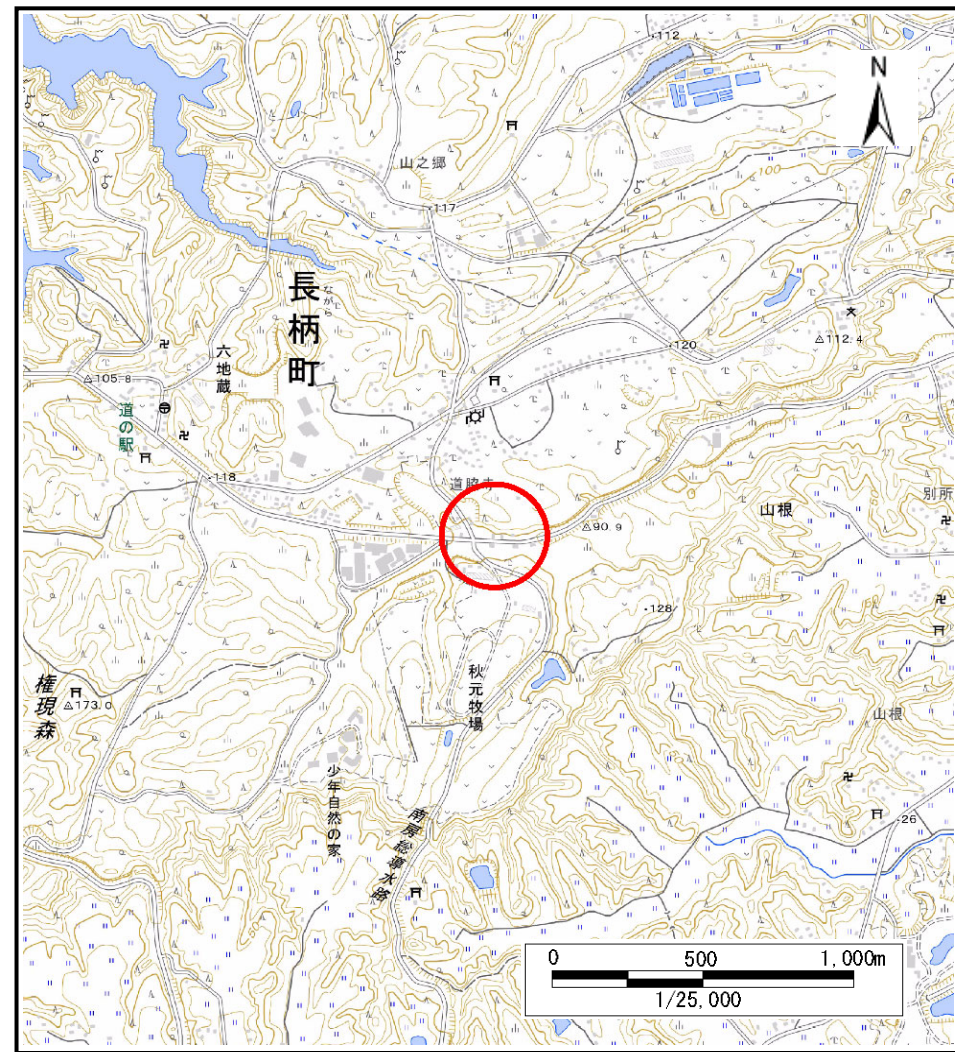 112
N
山之郷
100
117
長柄町
ながら
120
112.4
105.8
六地蔵
道の駅
118
道脇寺
90.9
山根
別所
128
秋元牧場
権現森
173.0
山根
少年自然の家
南房総導水路
26
0 500 1,000m
1/25,000